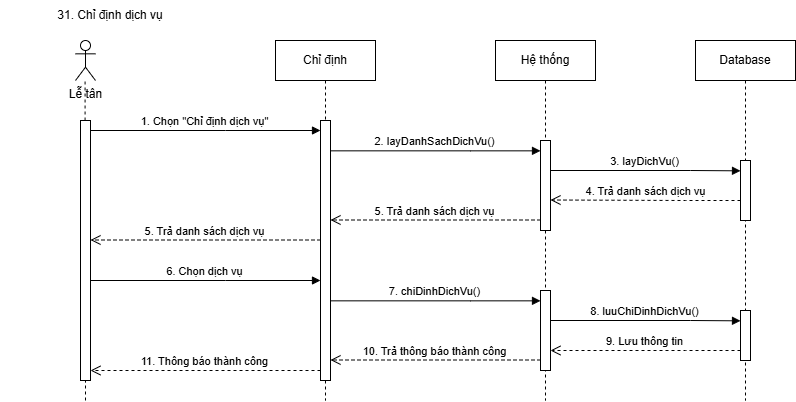 31. Chỉ định dịch vụ
Chỉ định
Hệ thống
Database
Lễ tân
1. Chọn "Chỉ định dịch vụ"
2. layDanhSachDichVu()
3. layDichVu()
4. Trả danh sách dịch vụ
5. Trả danh sách dịch vụ
5. Trả danh sách dịch vụ
6. Chọn dịch vụ
7. chiDinhDichVu()
8. luuChiDinhDichVu()
9. Lưu thông tin
10. Trả thông báo thành công
11. Thông báo thành công